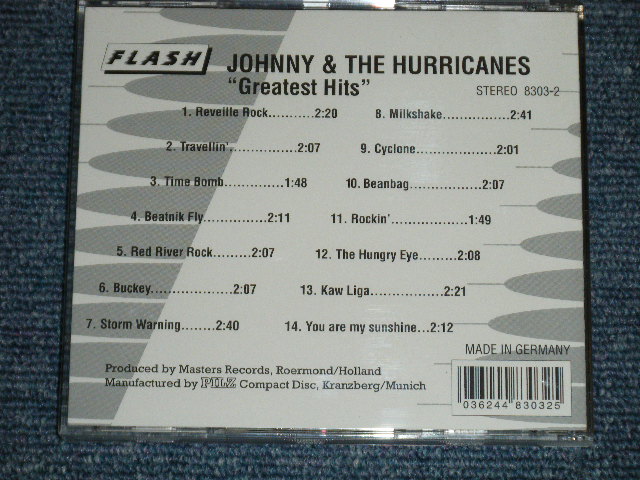 FLASH
JOHNNY & THE HURRICANES
"Greatest Hits"
STEREO 8303-2
1. Reveille Rock..........2:20
2. Travellin'..............2:07
3. Time Bomb.............1:48
4. Beatnik Fly..............2:11
5. Red River Rock........2:07
6. Buckey..................2:07
7. Storm Warning.......2:40
8. Milkshake...............2:41
9. Cyclone..................2:01
10. Beanbag...............2:07
11. Rockin'.................1:49
12. The Hungry Eye........2:08
13. Kaw Liga................2:21
14. You are my sunshine...2:12
MADE IN GERMANY
Produced by Masters Records, Roermond/Holland
Manufactured by PILZ Compact Disc, Kranzberg/Munich
036244 830325